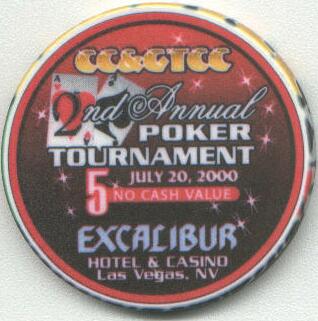 CC&GTCC
2nd Annual
POKER
TOURNAMENT
JULY 20, 2000
5 NO CASH VALUE
EXCALIBUR
HOTEL & CASINO
Las Vegas, NV